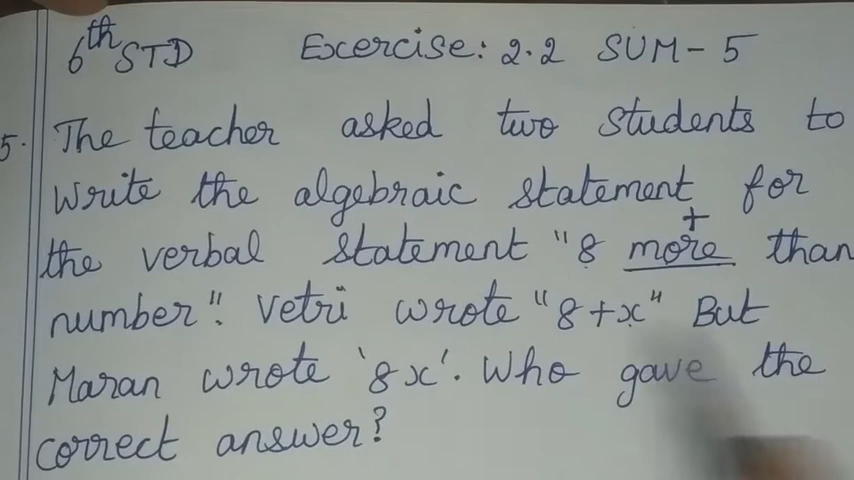 6th STD Excercise: 2.2 SUM - 5
5. The teacher asked two students to
write the algebraic statement for
+
the verbal statement "8 more than
number". Vetri wrote "8+x" But
Maran wrote '8x'. Who gave the
correct answer?